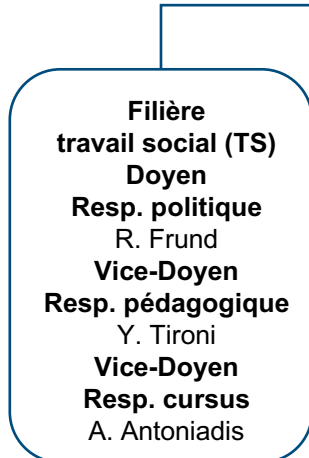 Filière
travail social (TS)
Doyen
Resp. politique
R. Frund
Vice-Doyen
Resp. pédagogique
Y. Tironi
Vice-Doyen
Resp. cursus
A. Antoniadis